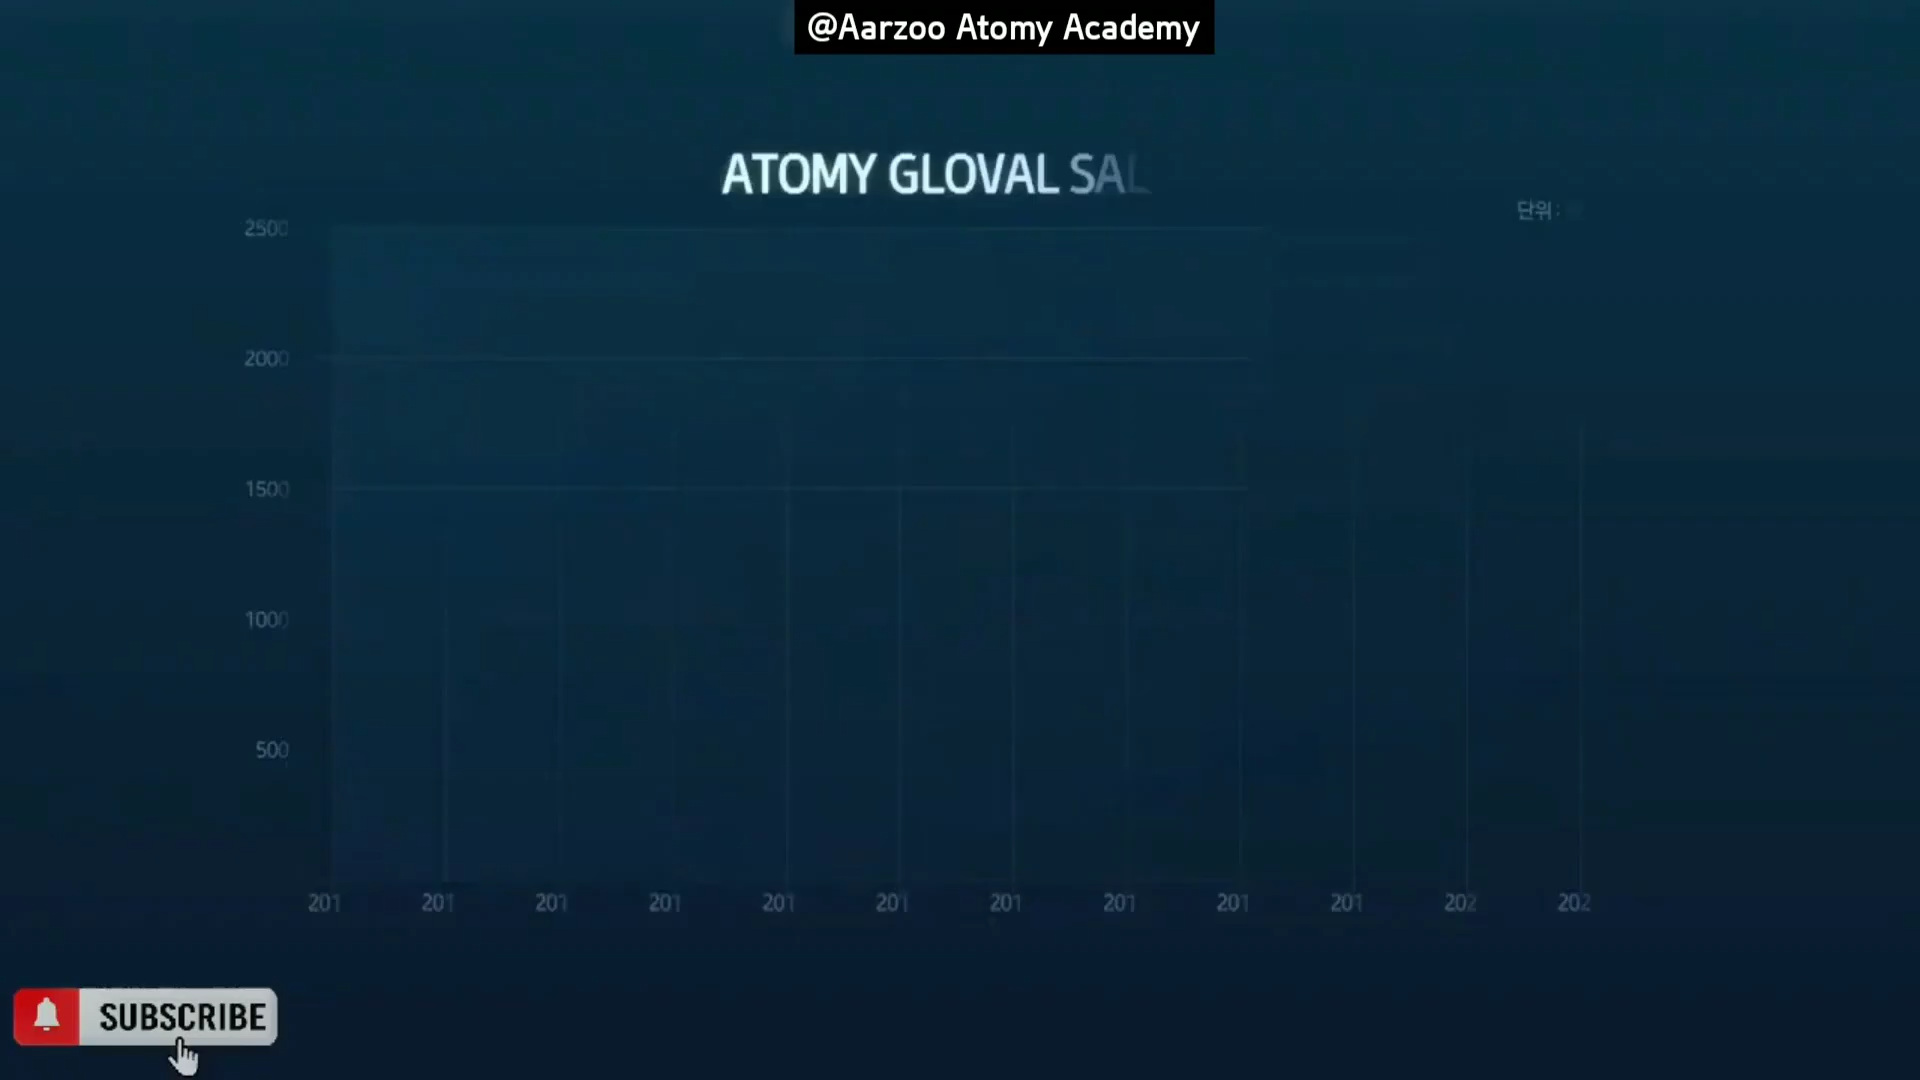 @Aarzoo Atomy Academy
ATOMY GLOVAL SAL
단위 :
2500
2000
1500
1000
500
201 201 201 201 201 201 201 201 201 201 202 202
SUBSCRIBE